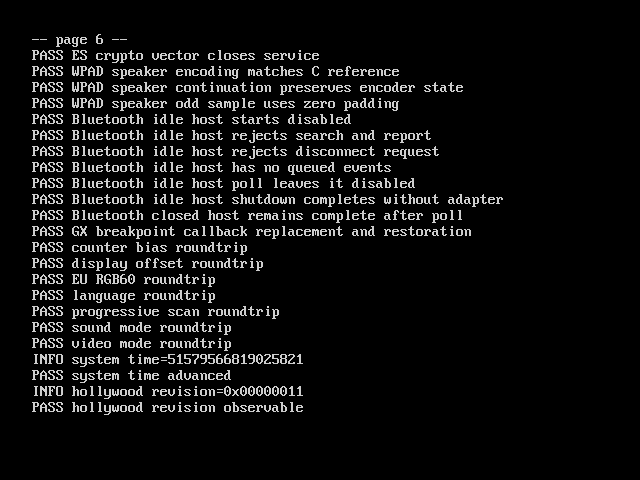 -- page 6 --
PASS ES crypto vector closes service
PASS WPAD speaker encoding matches C reference
PASS WPAD speaker continuation preserves encoder state
PASS WPAD speaker odd sample uses zero padding
PASS Bluetooth idle host starts disabled
PASS Bluetooth idle host rejects search and report
PASS Bluetooth idle host rejects disconnect request
PASS Bluetooth idle host has no queued events
PASS Bluetooth idle host poll leaves it disabled
PASS Bluetooth idle host shutdown completes without adapter
PASS Bluetooth closed host remains complete after poll
PASS GX breakpoint callback replacement and restoration
PASS counter bias roundtrip
PASS display offset roundtrip
PASS EU RGB60 roundtrip
PASS language roundtrip
PASS progressive scan roundtrip
PASS sound mode roundtrip
PASS video mode roundtrip
INFO system time=51579566819025821
PASS system time advanced
INFO hollywood revision=0x00000011
PASS hollywood revision observable